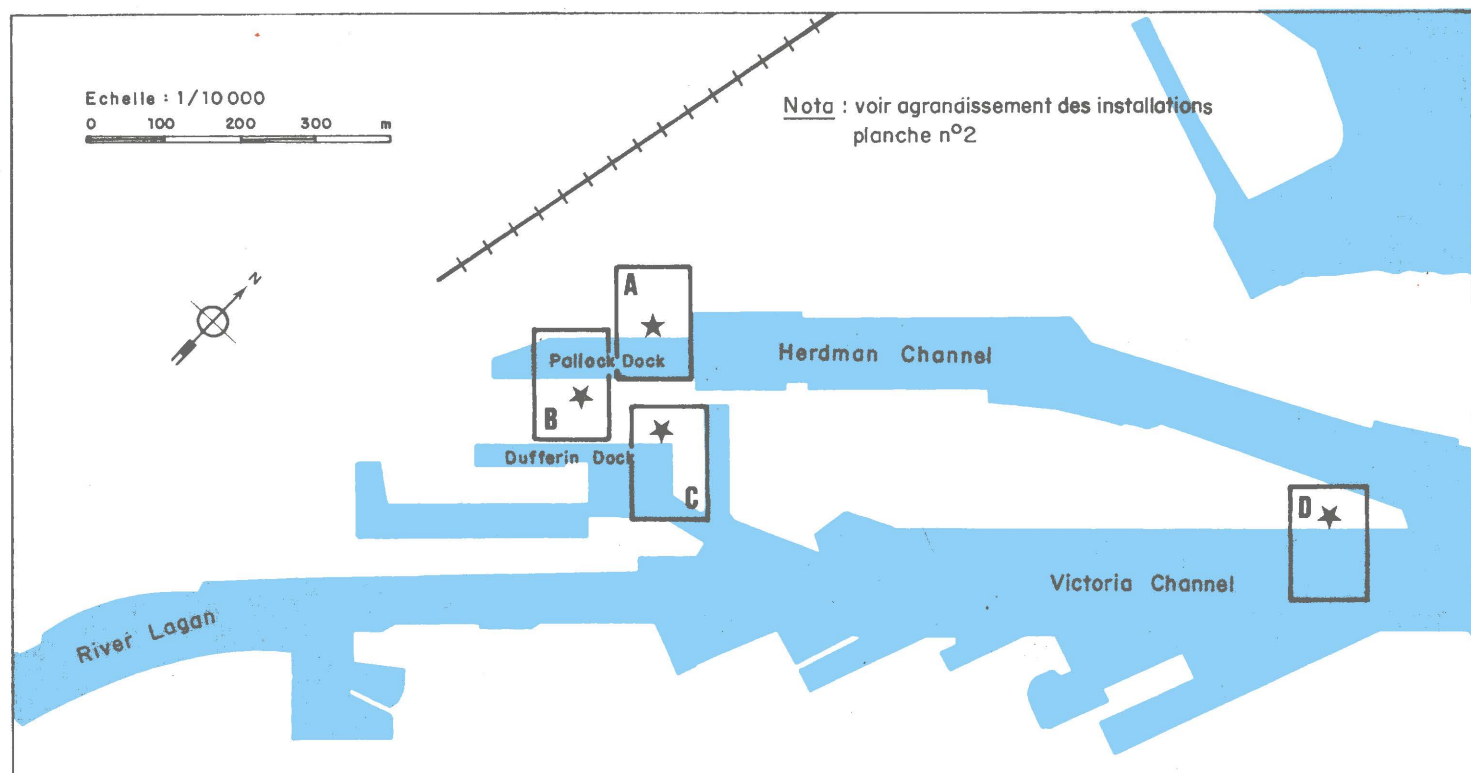 Echelle : 1/10 000
0 100 200 300 m
Nota : voir agrandissement des installations
planche n°2
N
A
Pollock Dock
Herdman Channel
B
Dufferin Dock
C
D
Victoria Channel
River Lagan